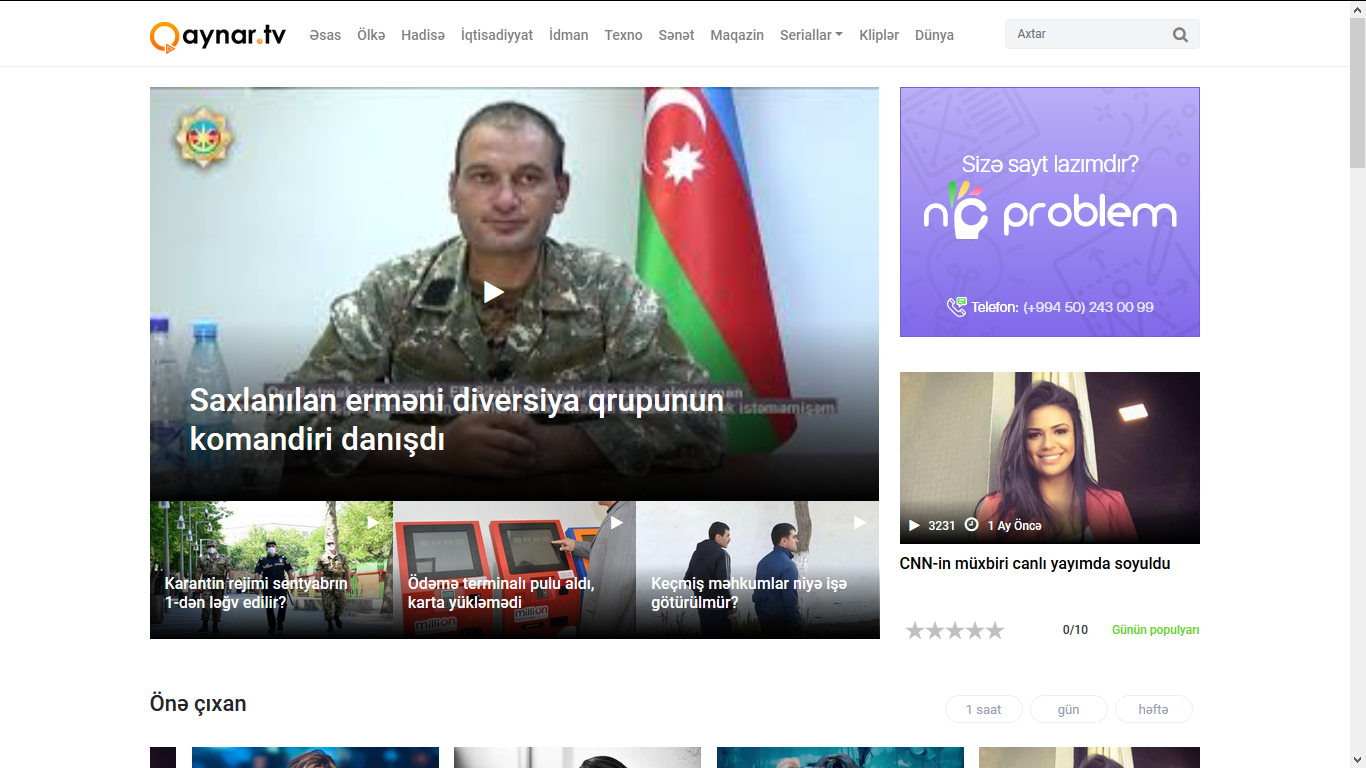 Qaynar.tv
Əsas Ölkə Hadisə İqtisadiyyat İdman Texno Sənət Maqazin Seriallar Kliplər Dünya
Axtar
Saxlanılan erməni diversiya qrupunun
komandiri danışdı
Karantin rejimi sentyabrın
1-dən ləğv edilir?
Ödəmə terminalı pulu aldı,
karta yükləmədi
million
million
Keçmiş məhkumlar niyə işə
götürülmür?
Sizə sayt lazımdır?
no problem
Telefon: (+994 50) 243 00 99
3231 1 Ay Öncə
CNN-in müxbiri canlı yayımda soyuldu
0/10 Günün populyarı
Önə çıxan
1 saat gün həftə